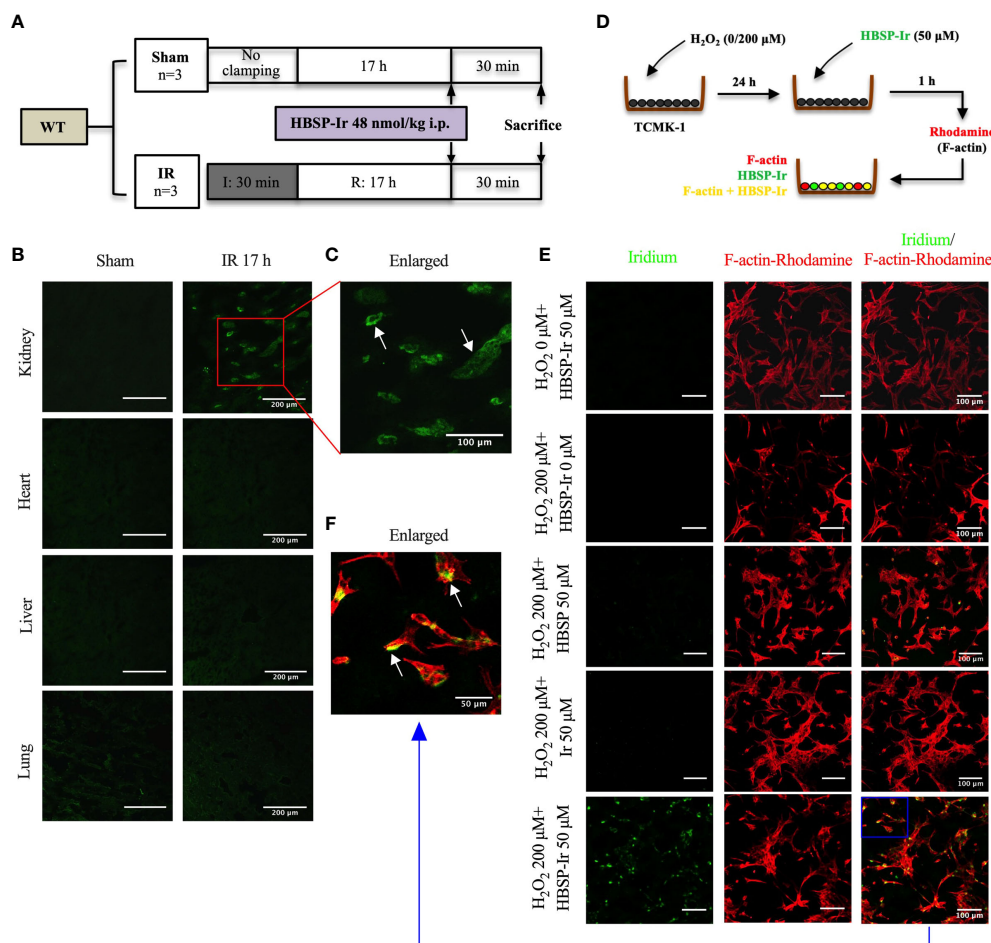 A
Sham
n=3
No
clamping
17 h
30 min
WT
HBSP-Ir 48 nmol/kg i.p.
Sacrifice
IR
n=3
I: 30 min
R: 17 h
30 min
D
H₂O₂ (0/200 µM)
HBSP-Ir (50 µM)
24 h
1 h
TCMK-1
Rhodamine
(F-actin)
F-actin
HBSP-Ir
F-actin + HBSP-Ir
B
Sham
IR 17 h
Kidney
200 µm
Heart
200 µm
Liver
200 µm
Lung
200 µm
C
Enlarged
100 µm
F
Enlarged
50 µm
E
Iridium
F-actin-Rhodamine
Iridium/
F-actin-Rhodamine
H₂O₂ 0 µM+
HBSP-Ir 50 µM
100 µm
H₂O₂ 200 µM+
HBSP-Ir 0 µM
100 µm
H₂O₂ 200 µM+
HBSP 50 µM
100 µm
H₂O₂ 200 µM+
Ir 50 µM
100 µm
H₂O₂ 200 µM+
HBSP-Ir 50 µM
100 µm